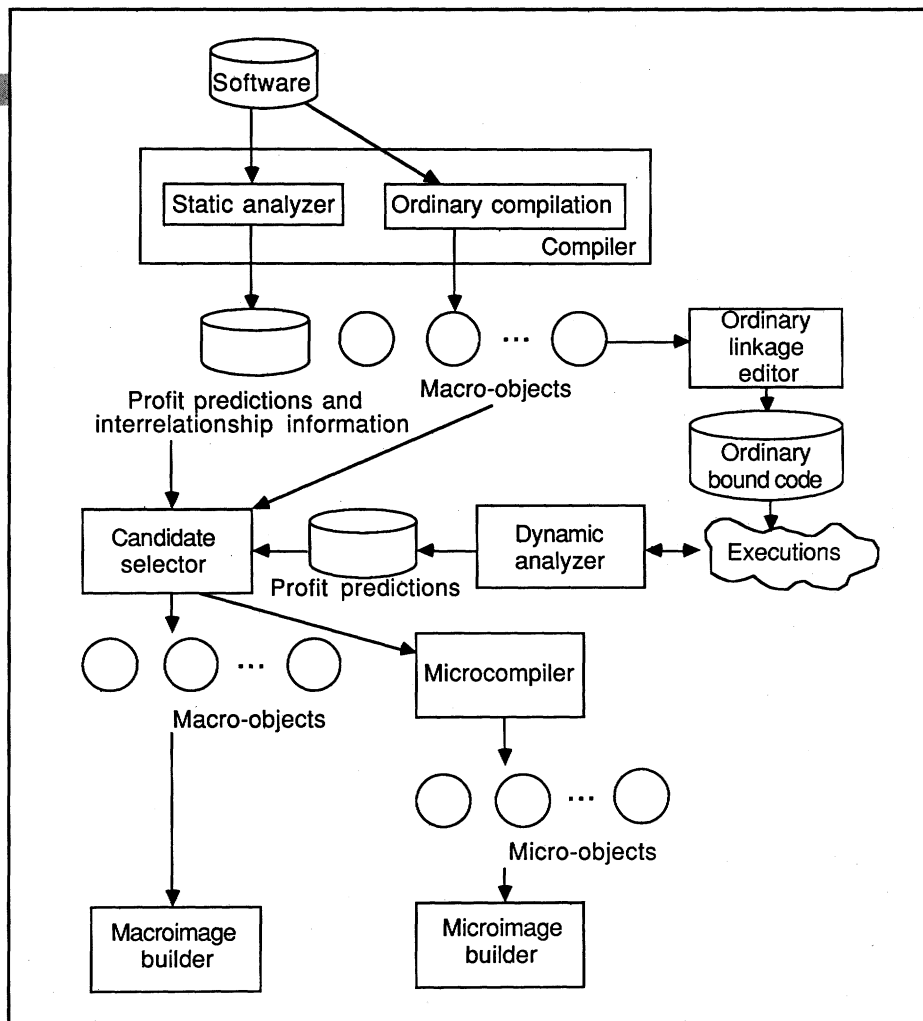 Software
Static analyzer
Ordinary compilation
Compiler
...
Ordinary
linkage
editor
Macro-objects
Profit predictions and
interrelationship information
Ordinary
bound code
Candidate
selector
Dynamic
analyzer
Executions
Profit predictions
...
Microcompiler
Macro-objects
...
Micro-objects
Macroimage
builder
Microimage
builder